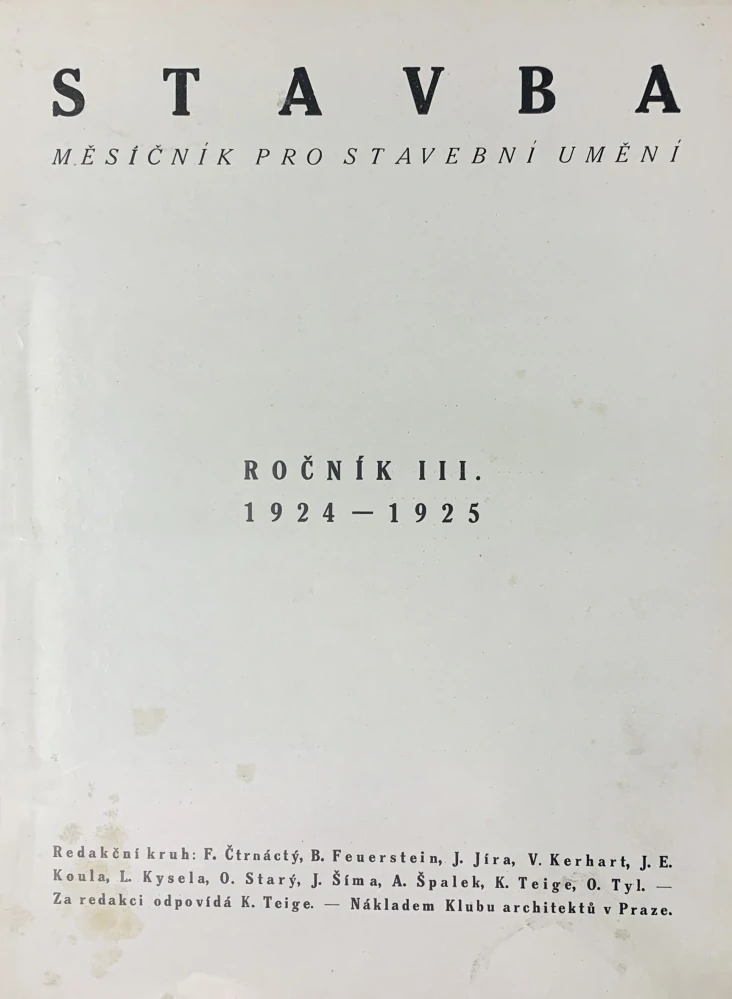 STAVBA
MĚSÍČNÍK PRO STAVEBNÍ UMĚNÍ
ROČNÍK III.
1924 — 1925
Redakční kruh: F. Čtrnáctý, B. Feuerstein, J. Jíra, V. Kerhart, J. E.
Koula, L. Kysela, O. Starý, J. Šíma, A. Špalek, K. Teige, O. Tyl. —
Za redakci odpovídá K. Teige. — Nákladem Klubu architektů v Praze.